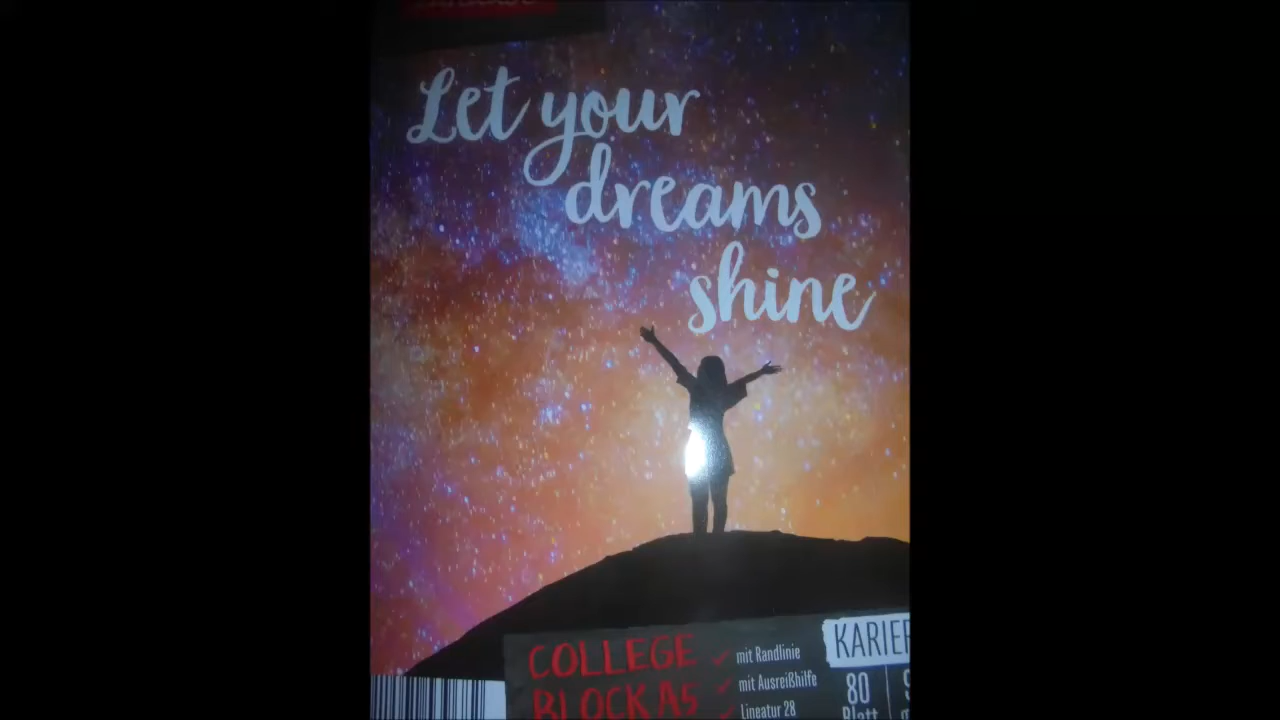 Let your
dreams
shine
COLLEGE
BLOCK A5
mit Randlinie
mit Ausreißhilfe
Lineatur 28
KARIER
80
Blatt